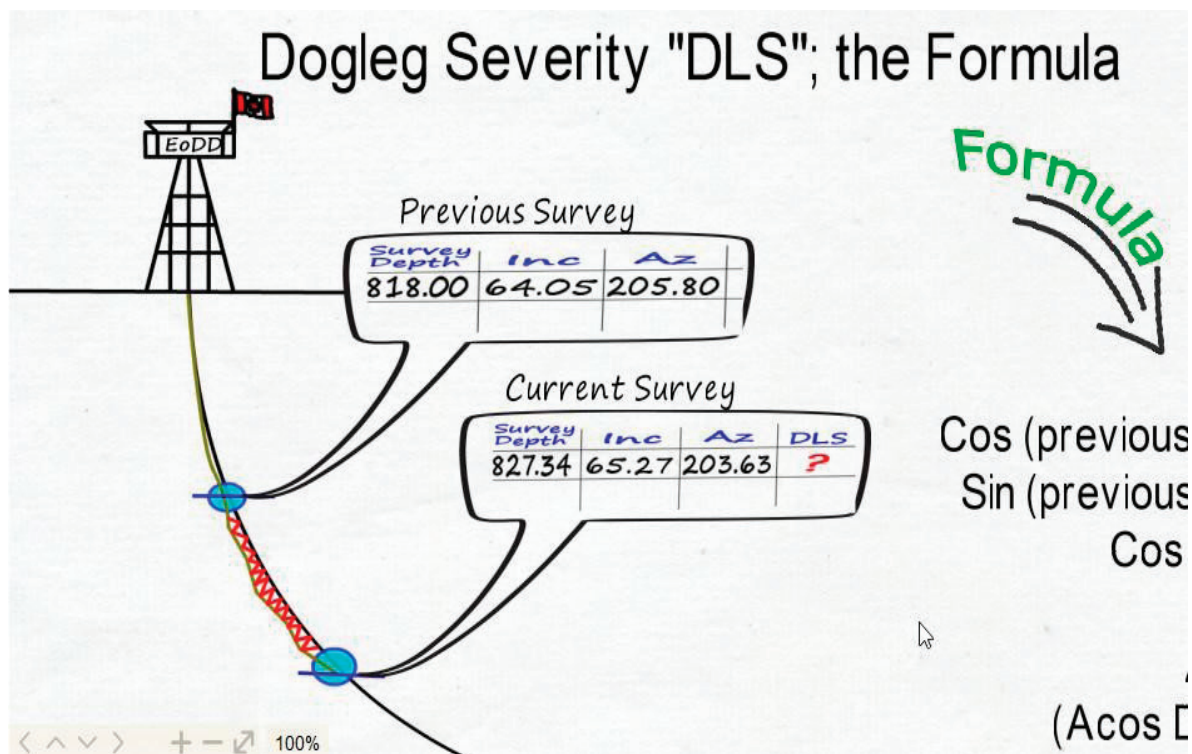 Dogleg Severity "DLS"; the Formula
EoDD
Formula
Previous Survey
Survey Depth Inc Az
818.00 64.05 205.80
Current Survey
Survey Depth Inc Az DLS
827.34 65.27 203.63 ?
Cos (previous
Sin (previous
Cos
(Acos D
100%